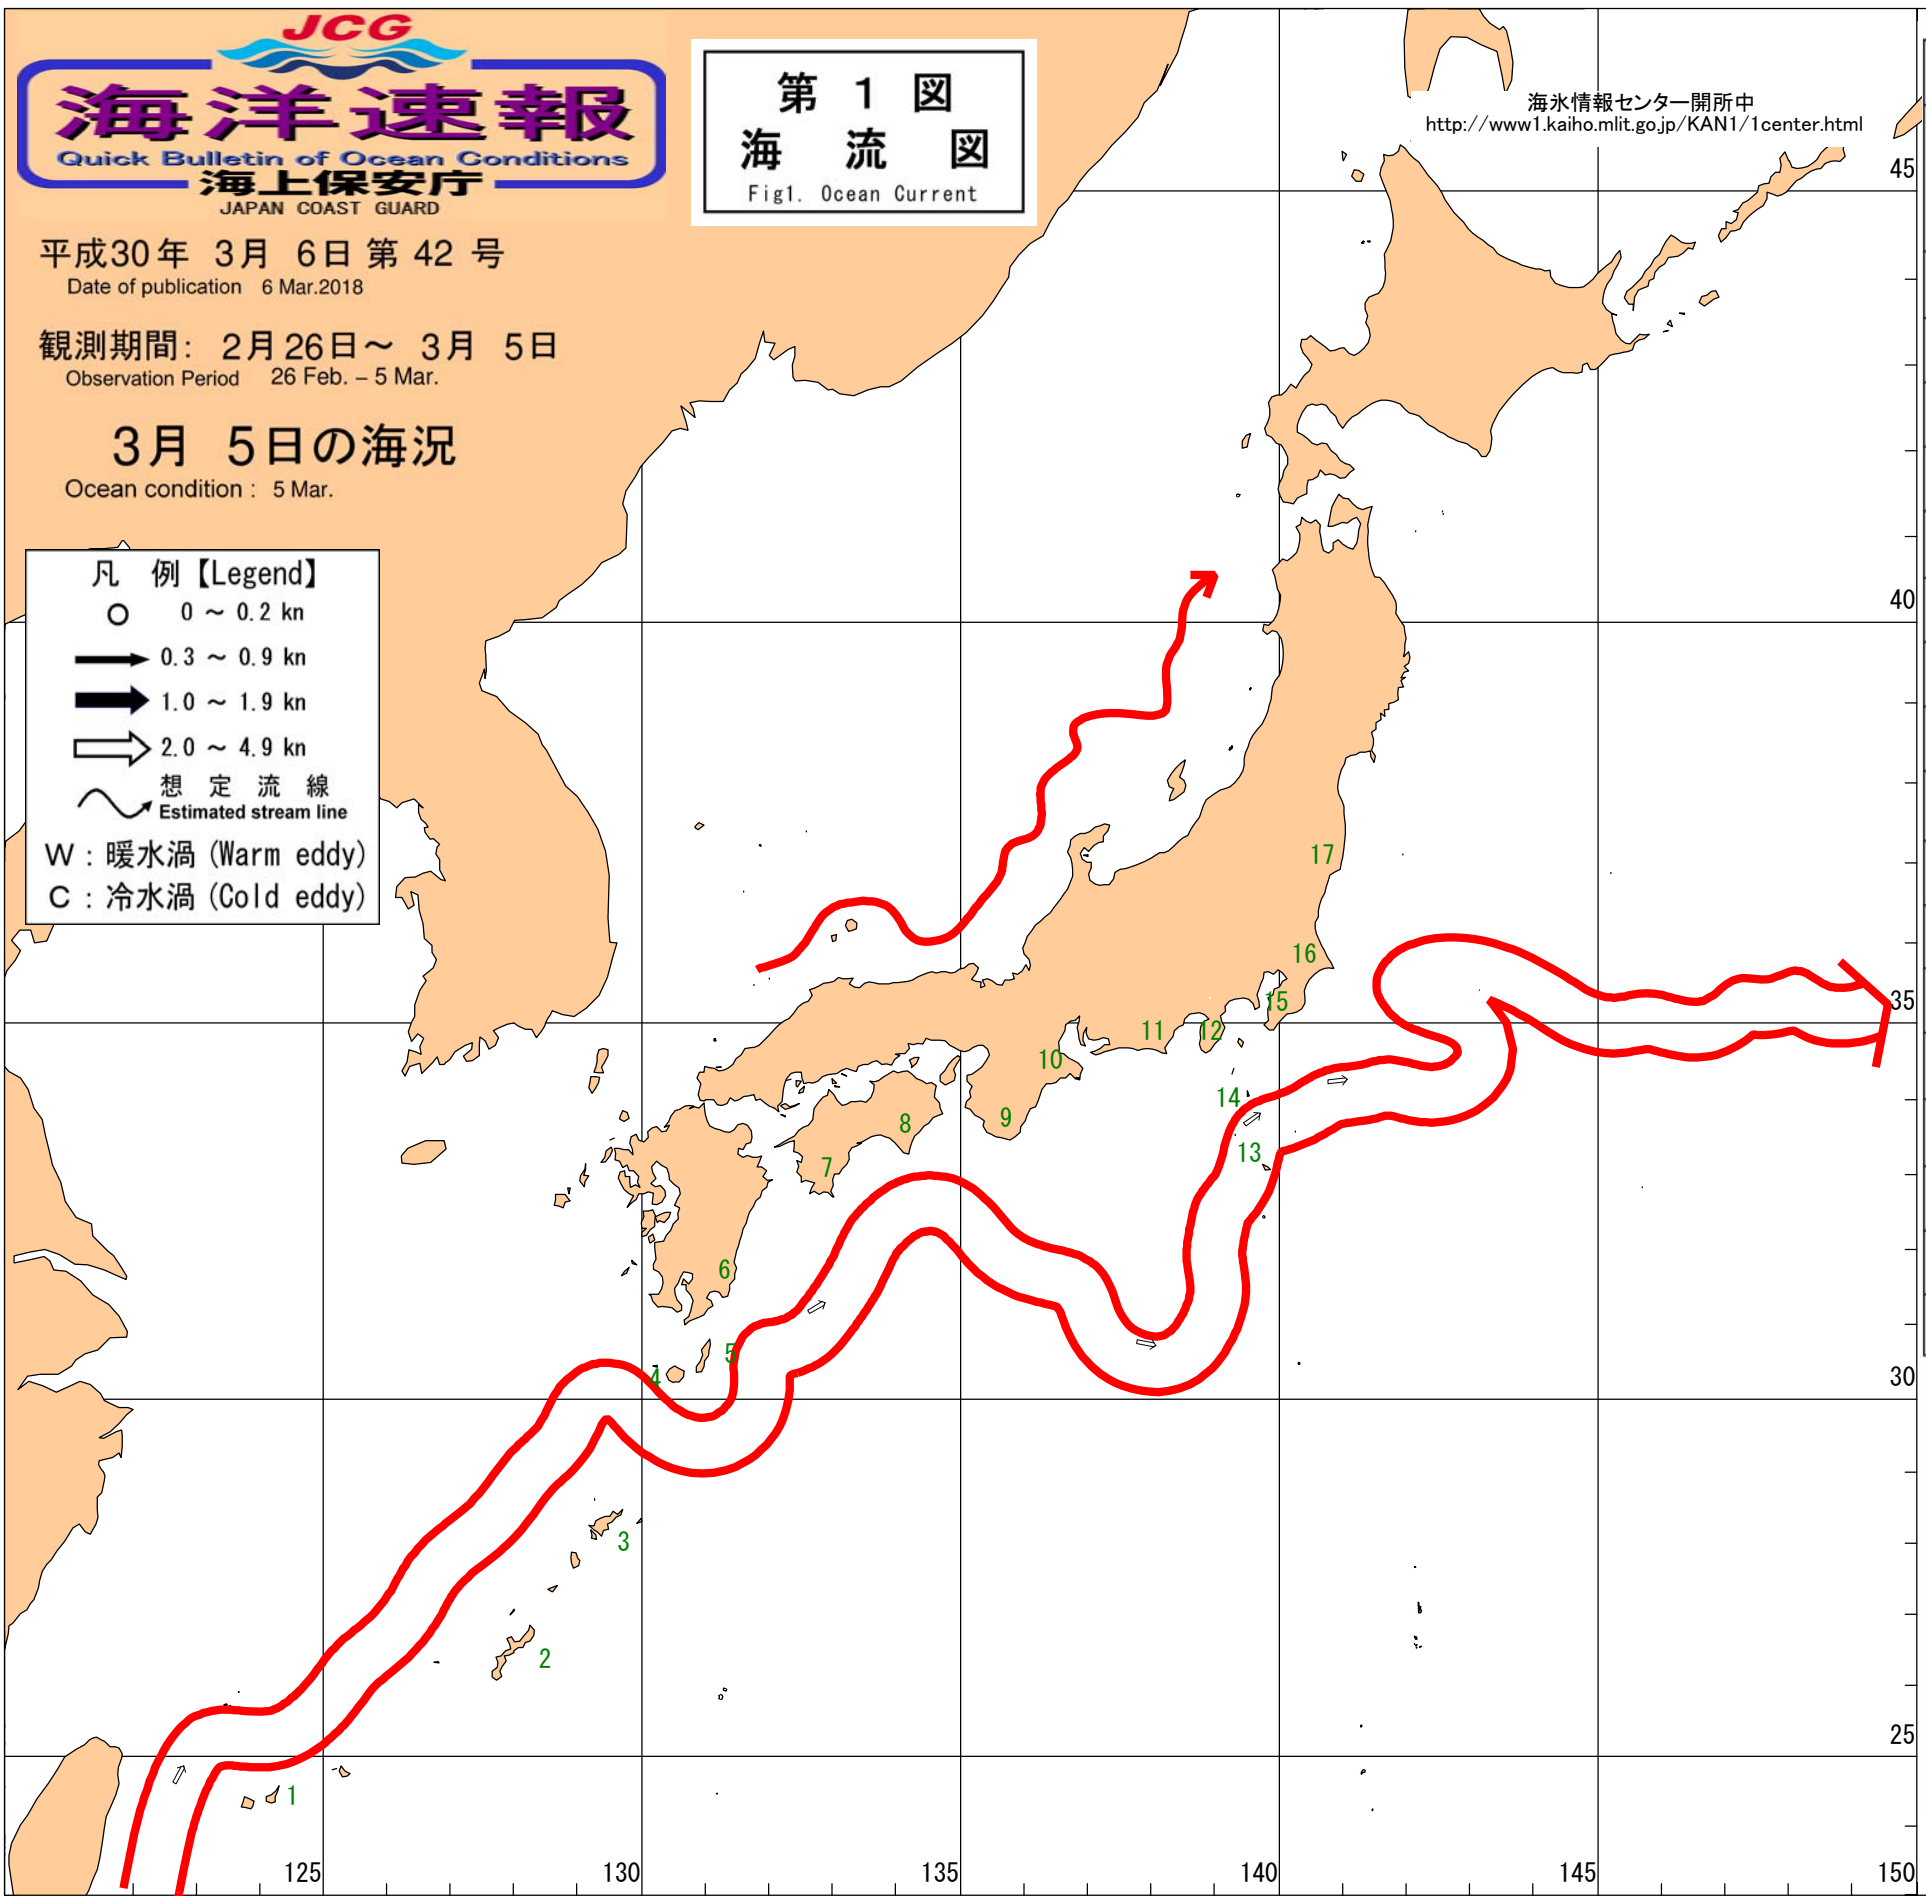 JCG
海洋速報
Quick Bulletin of Ocean Conditions
海上保安庁
JAPAN COAST GUARD
平成30年 3月 6日 第 42 号
Date of publication 6 Mar.2018
観測期間: 2月26日～ 3月 5日
Observation Period 26 Feb. – 5 Mar.
3月 5日の海況
Ocean condition : 5 Mar.
第 1 図
海 流 図
Fig1. Ocean Current
海氷情報センター開所中
http://www1.kaiho.mlit.go.jp/KAN1/1center.html
凡 例【Legend】
0 ～ 0.2 kn
0.3 ～ 0.9 kn
1.0 ～ 1.9 kn
2.0 ～ 4.9 kn
想 定 流 線
Estimated stream line
W : 暖水渦 (Warm eddy)
C : 冷水渦 (Cold eddy)
45
40
17
16
35
15
12
11
10
14
9
8
13
7
6
5
4
30
3
2
25
1
125
130
135
140
145
150